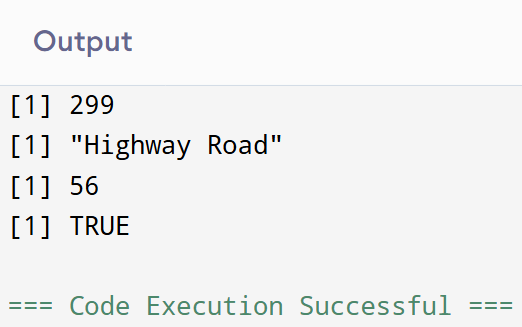 Output
[1] 299
[1] "Highway Road"
[1] 56
[1] TRUE
=== Code Execution Successful ===